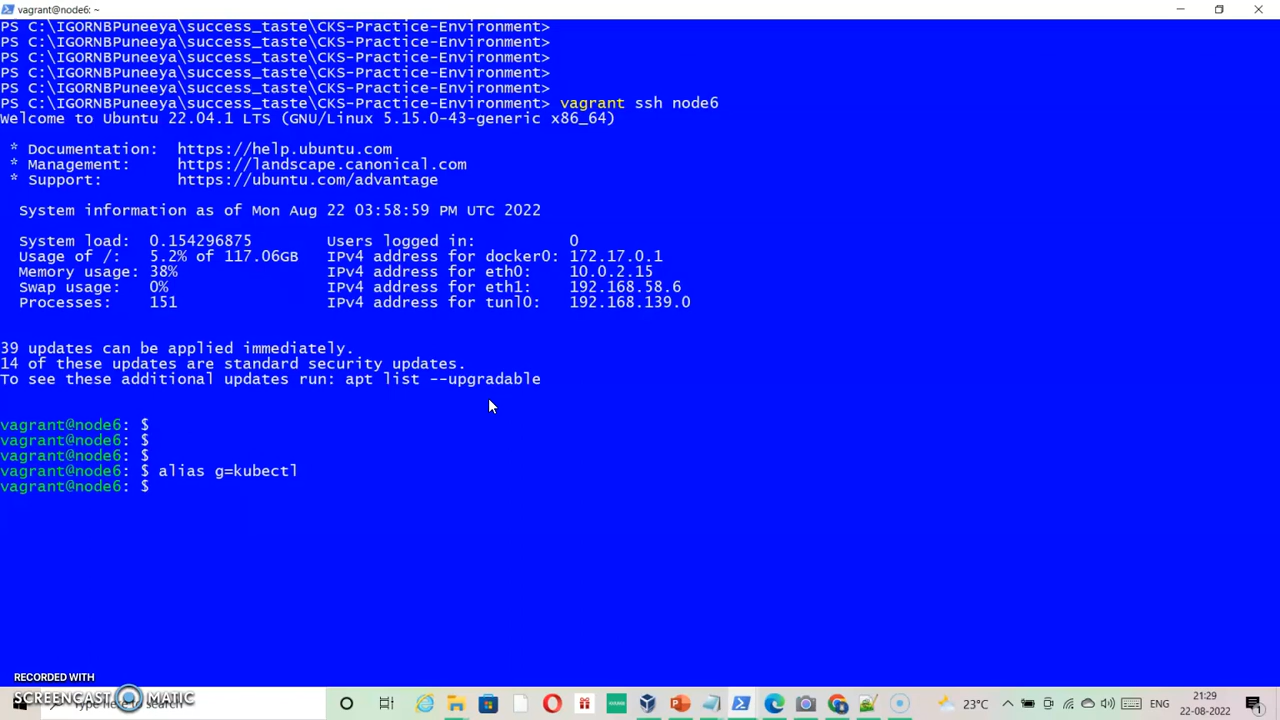 vagrant@node6: ~
PS C:\IGORNBPuneeya\success_taste\CKS-Practice-Environment>
PS C:\IGORNBPuneeya\success_taste\CKS-Practice-Environment>
PS C:\IGORNBPuneeya\success_taste\CKS-Practice-Environment>
PS C:\IGORNBPuneeya\success_taste\CKS-Practice-Environment>
PS C:\IGORNBPuneeya\success_taste\CKS-Practice-Environment>
PS C:\IGORNBPuneeya\success_taste\CKS-Practice-Environment> vagrant ssh node6
Welcome to Ubuntu 22.04.1 LTS (GNU/Linux 5.15.0-43-generic x86_64)
* Documentation: https://help.ubuntu.com
* Management: https://landscape.canonical.com
* Support: https://ubuntu.com/advantage
System information as of Mon Aug 22 03:58:59 PM UTC 2022
System load: 0.154296875 Users logged in: 0
Usage of /: 5.2% of 117.06GB IPv4 address for docker0: 172.17.0.1
Memory usage: 38% IPv4 address for eth0: 10.0.2.15
Swap usage: 0% IPv4 address for eth1: 192.168.58.6
Processes: 151 IPv4 address for tunl0: 192.168.139.0
39 updates can be applied immediately.
14 of these updates are standard security updates.
To see these additional updates run: apt list --upgradable
vagrant@node6: $
vagrant@node6: $
vagrant@node6: $
vagrant@node6: $ alias g=kubectl
vagrant@node6: $
RECORDED WITH
SCREENCAST MATIC
Type here to search
23°C
ENG
21:29
22-08-2022
1